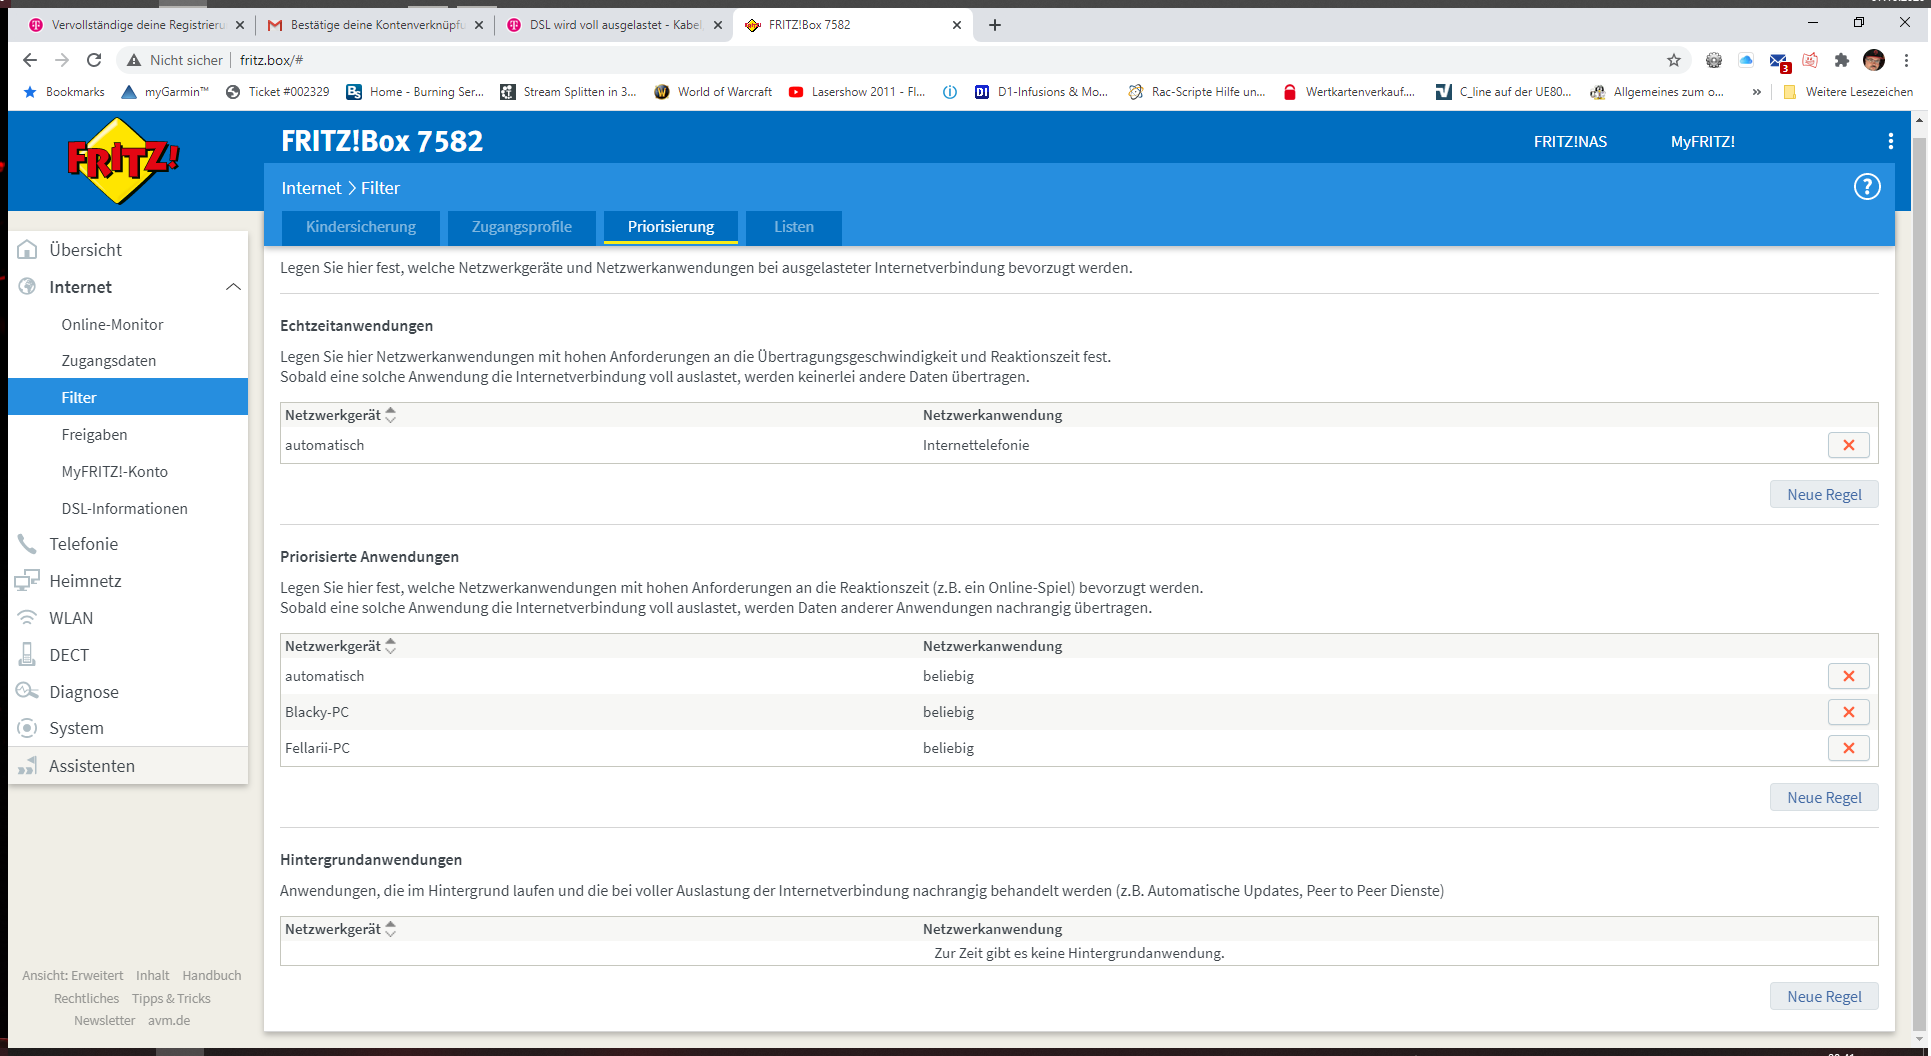 Vervollständige deine Registrieru
Bestätige deine Kontenverknüpfu
DSL wird voll ausgelastet - Kabel,
FRITZ!Box 7582
Nicht sicher
fritz.box/#
3
Bookmarks
myGarmin™
Ticket #002329
Home - Burning Ser...
Stream Splitten in 3...
World of Warcraft
Lasershow 2011 - Fl...
D1-Infusions & Mo...
Rac-Scripte Hilfe un...
Wertkartenverkauf....
C_line auf der UE80...
Allgemeines zum o...
»
Weitere Lesezeichen
FRITZ!
FRITZ!Box 7582
FRITZ!NAS
MyFRITZ!
Internet > Filter
?
Kindersicherung
Zugangsprofile
Priorisierung
Listen
Übersicht
Internet
Online-Monitor
Zugangsdaten
Filter
Freigaben
MyFRITZ!-Konto
DSL-Informationen
Telefonie
Heimnetz
WLAN
DECT
Diagnose
System
Assistenten
Ansicht: Erweitert Inhalt Handbuch
Rechtliches Tipps & Tricks
Newsletter avm.de
Legen Sie hier fest, welche Netzwerkgeräte und Netzwerkanwendungen bei ausgelasteter Internetverbindung bevorzugt werden.
Echtzeitanwendungen
Legen Sie hier Netzwerkanwendungen mit hohen Anforderungen an die Übertragungsgeschwindigkeit und Reaktionszeit fest.
Sobald eine solche Anwendung die Internetverbindung voll auslastet, werden keinerlei andere Daten übertragen.
Netzwerkgerät Netzwerkanwendung
automatisch Internettelefonie
Neue Regel
Priorisierte Anwendungen
Legen Sie hier fest, welche Netzwerkanwendungen mit hohen Anforderungen an die Reaktionszeit (z.B. ein Online-Spiel) bevorzugt werden.
Sobald eine solche Anwendung die Internetverbindung voll auslastet, werden Daten anderer Anwendungen nachrangig übertragen.
Netzwerkgerät Netzwerkanwendung
automatisch beliebig
Blacky-PC beliebig
Fellarii-PC beliebig
Neue Regel
Hintergrundanwendungen
Anwendungen, die im Hintergrund laufen und die bei voller Auslastung der Internetverbindung nachrangig behandelt werden (z.B. Automatische Updates, Peer to Peer Dienste)
Netzwerkgerät Netzwerkanwendung
Zur Zeit gibt es keine Hintergrundanwendung.
Neue Regel